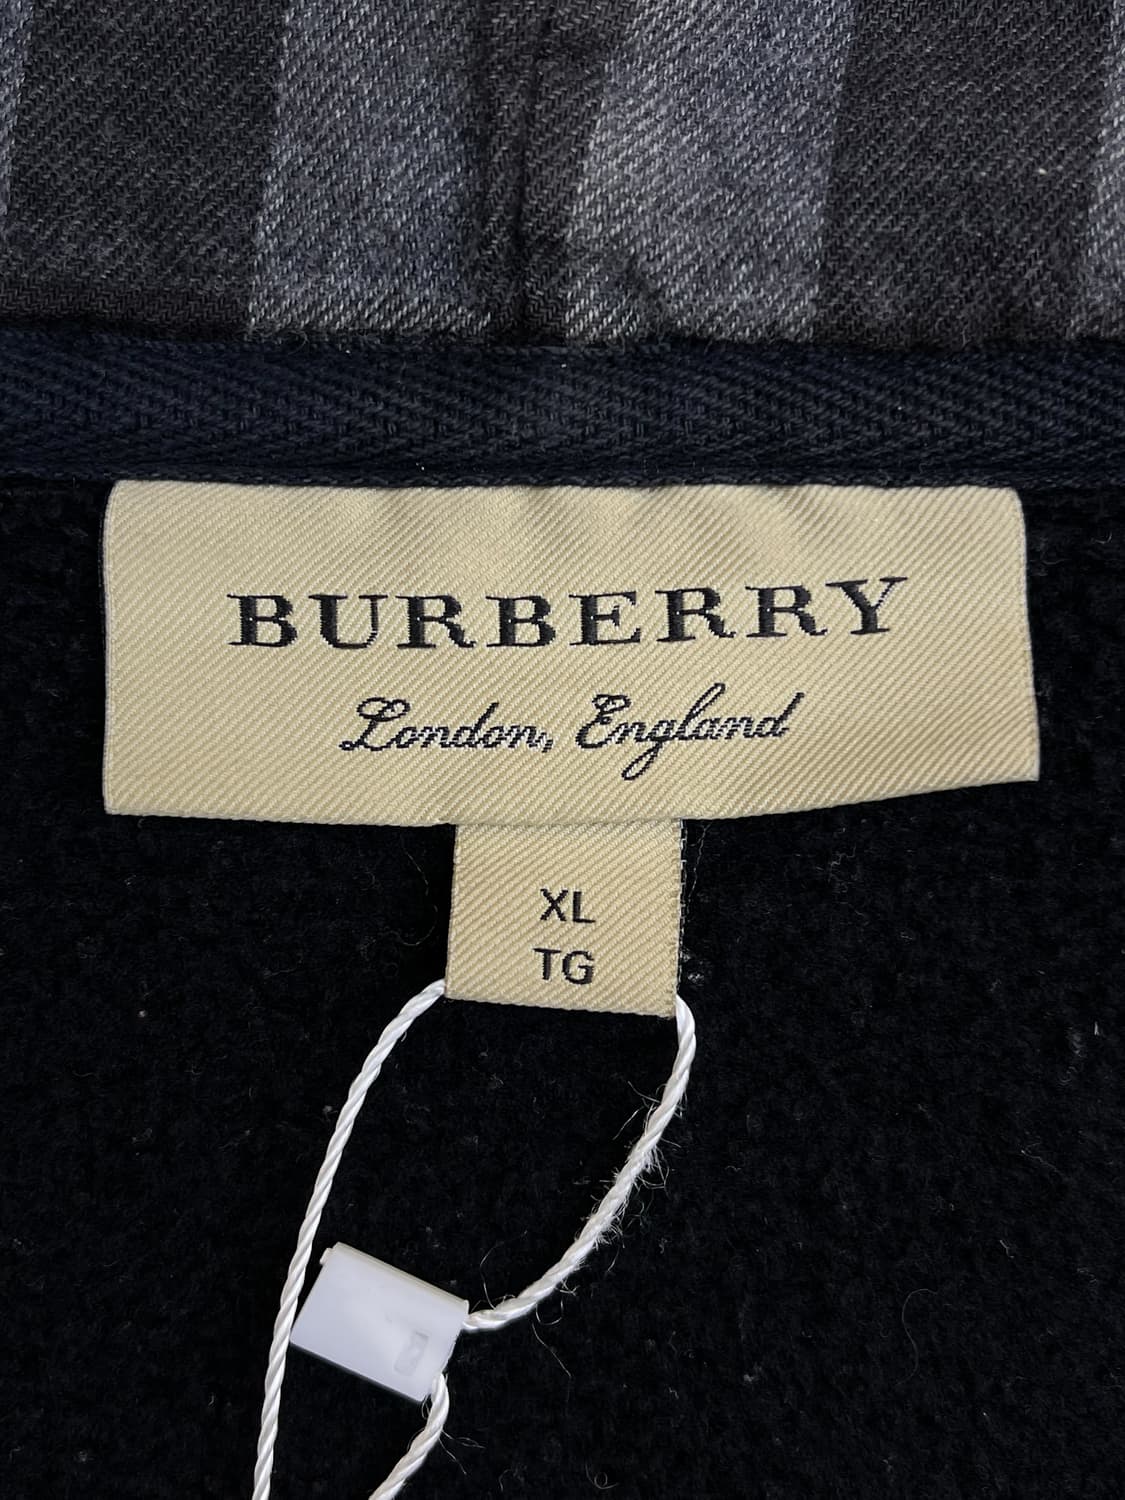 BURBERRY
London, England
XL
TG